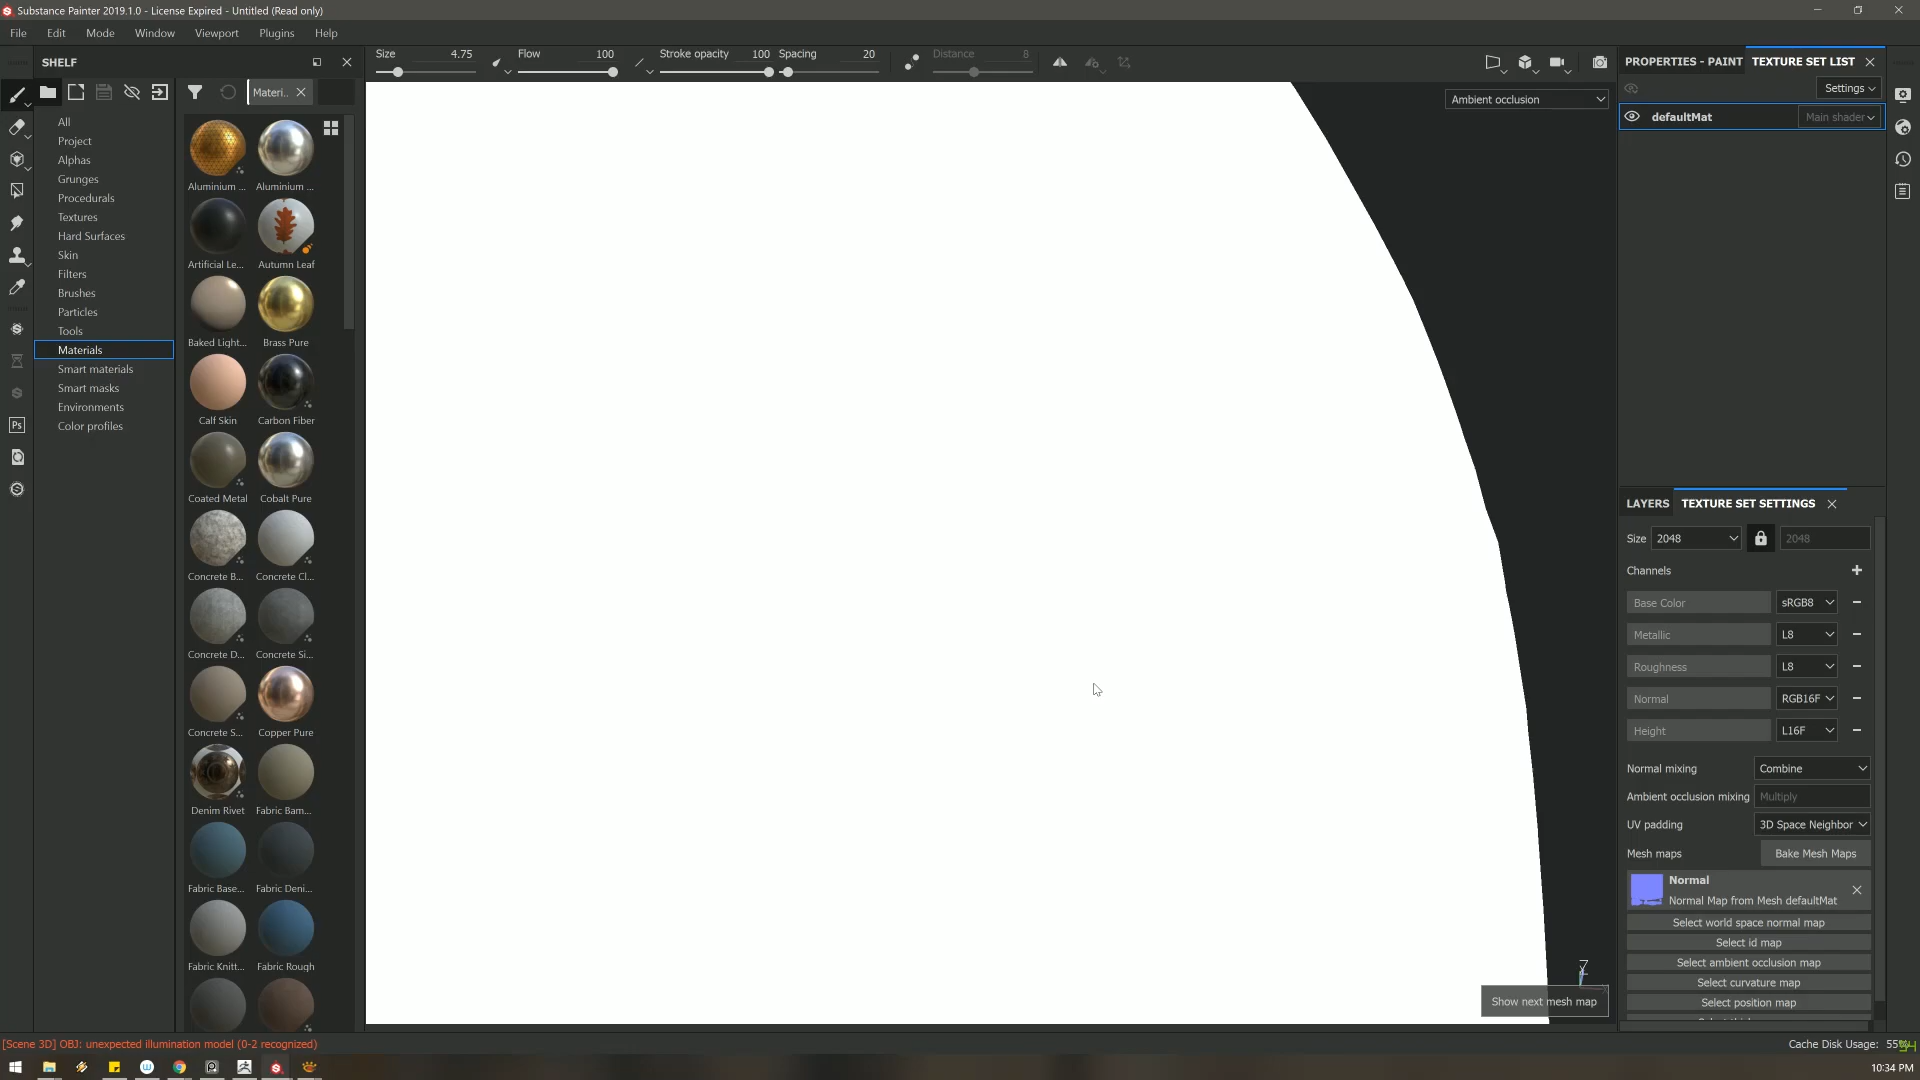 Substance Painter 2019.1.0 - License Expired - Untitled (Read only)
File Edit Mode Window Viewport Plugins Help
SHELF
Size 4.75 Flow 100 Stroke opacity 100 Spacing 20 Distance 8
PROPERTIES - PAINT TEXTURE SET LIST
Materi..
Settings
Ambient occlusion
defaultMat Main shader
All
Project
Alphas
Grunges
Procedurals
Textures
Hard Surfaces
Skin
Filters
Brushes
Particles
Tools
Materials
Smart materials
Smart masks
Environments
Color profiles
Ps
Aluminium ... Aluminium ...
Artificial Le... Autumn Leaf
Baked Light... Brass Pure
Calf Skin Carbon Fiber
Coated Metal Cobalt Pure
Concrete B... Concrete Cl...
Concrete D... Concrete Si...
Concrete S... Copper Pure
Denim Rivet Fabric Bam...
Fabric Base... Fabric Deni...
Fabric Knitt... Fabric Rough
Z
Show next mesh map
LAYERS TEXTURE SET SETTINGS
Size 2048 2048
Channels
Base Color sRGB8
Metallic L8
Roughness L8
Normal RGB16F
Height L16F
Normal mixing Combine
Ambient occlusion mixing Multiply
UV padding 3D Space Neighbor
Mesh maps Bake Mesh Maps
Normal
Normal Map from Mesh defaultMat
Select world space normal map
Select id map
Select ambient occlusion map
Select curvature map
Select position map
[Scene 3D] OBJ: unexpected illumination model (0-2 recognized)
Cache Disk Usage: 55%
10:34 PM